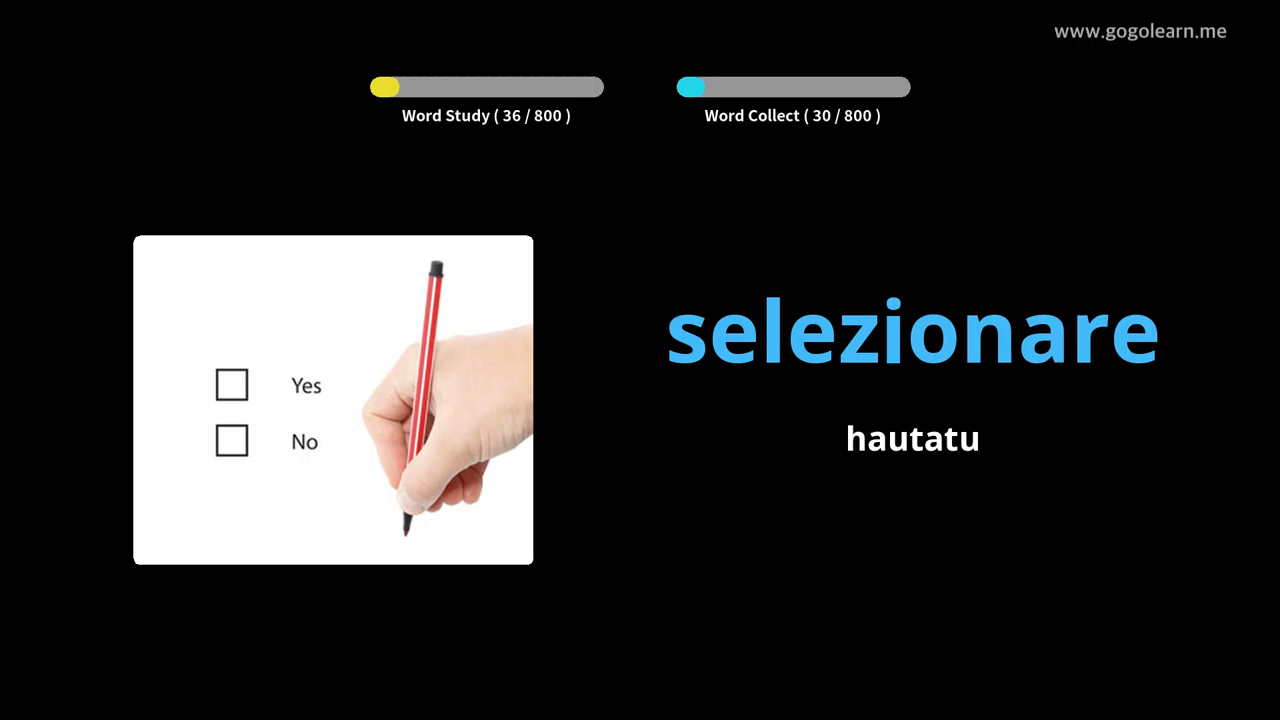 www.gogolearn.me
Word Study ( 36 / 800 )
Word Collect ( 30 / 800 )
Yes
No
selezionare
hautatu